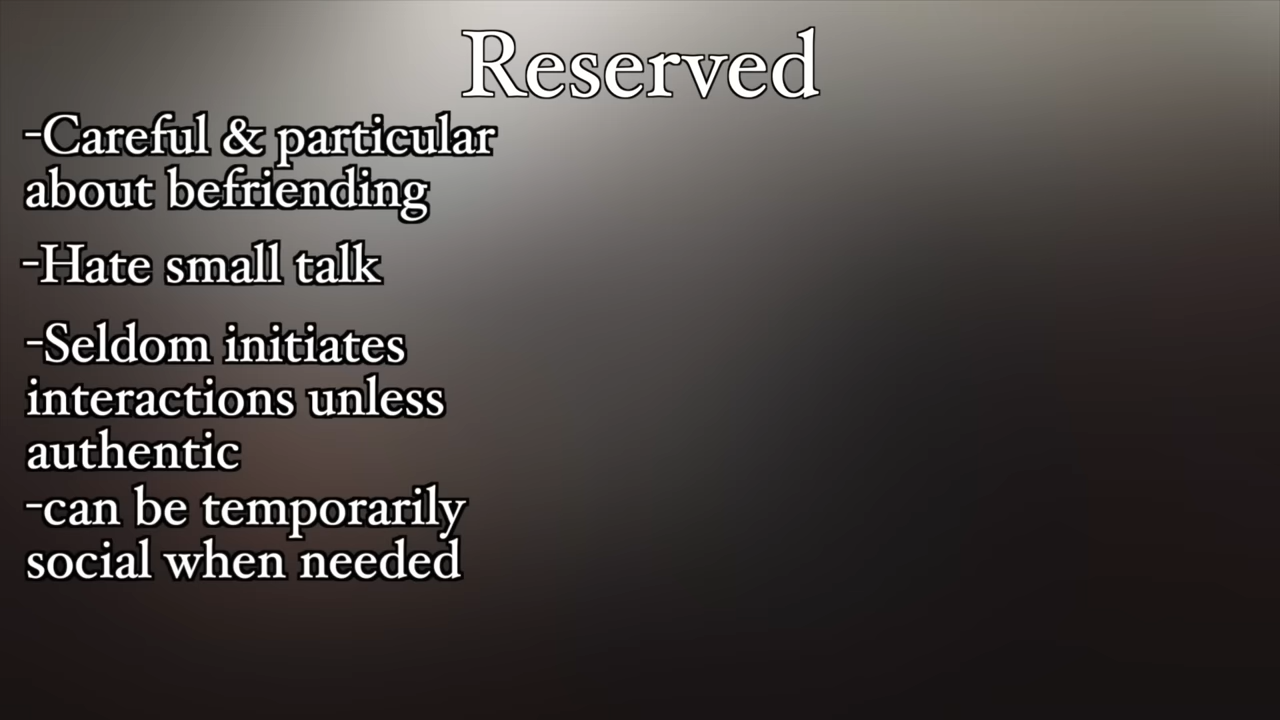 Reserved
-Careful & particular
about befriending
-Hate small talk
-Seldom initiates
interactions unless
authentic
-can be temporarily
social when needed